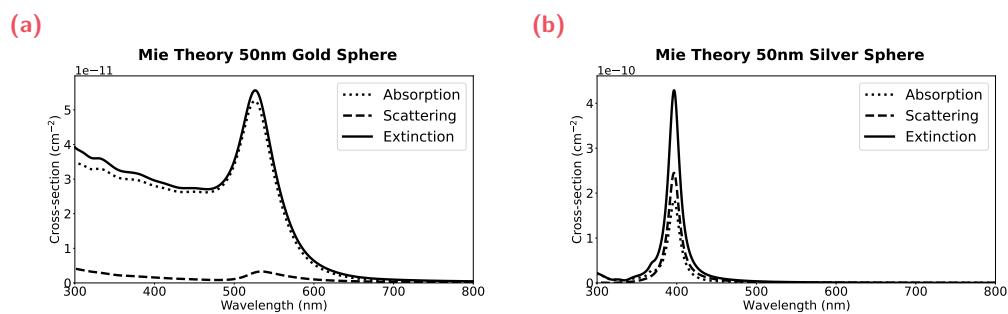 (a)
Mie Theory 50nm Gold Sphere
1e−11
Absorption
Scattering
Extinction
Cross-section (cm⁻²)
5
4
3
2
1
0
300 400 500 600 700 800
Wavelength (nm)
(b)
Mie Theory 50nm Silver Sphere
1e−10
Absorption
Scattering
Extinction
Cross-section (cm⁻²)
4
3
2
1
0
300 400 500 600 700 800
Wavelength (nm)